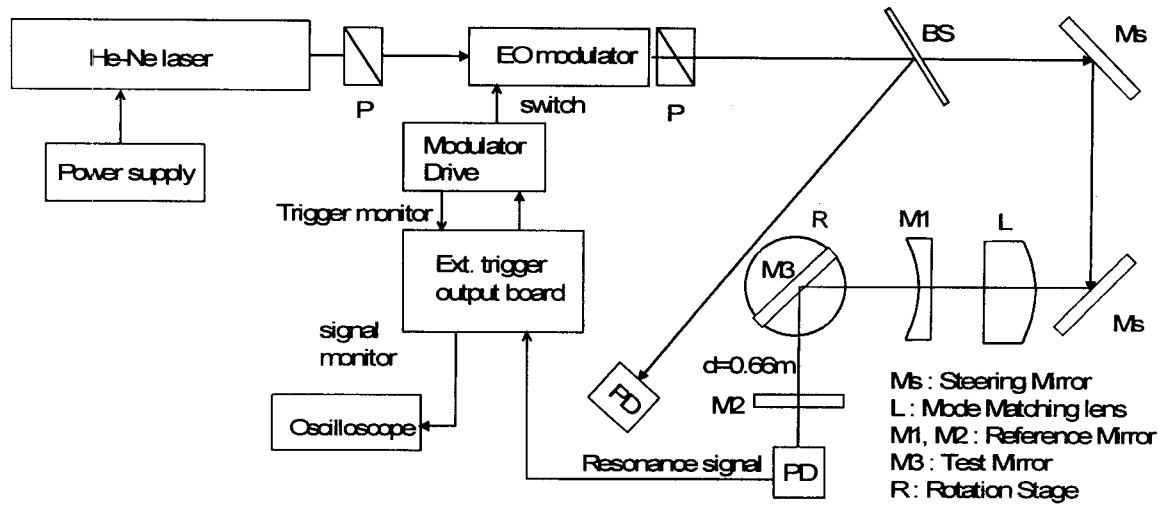 He-Ne laser
P
EO modulator
P
BS
Ms
switch
Power supply
Modulator
Drive
Trigger monitor
Ext. trigger
output board
signal
monitor
Oscilloscope
R
M3
M1
L
Ms
d=0.66m
M2
PD
PD
Resonance signal
Ms : Steering Mirror
L : Mode Matching lens
M1, M2 : Reference Mirror
M3 : Test Mirror
R : Rotation Stage